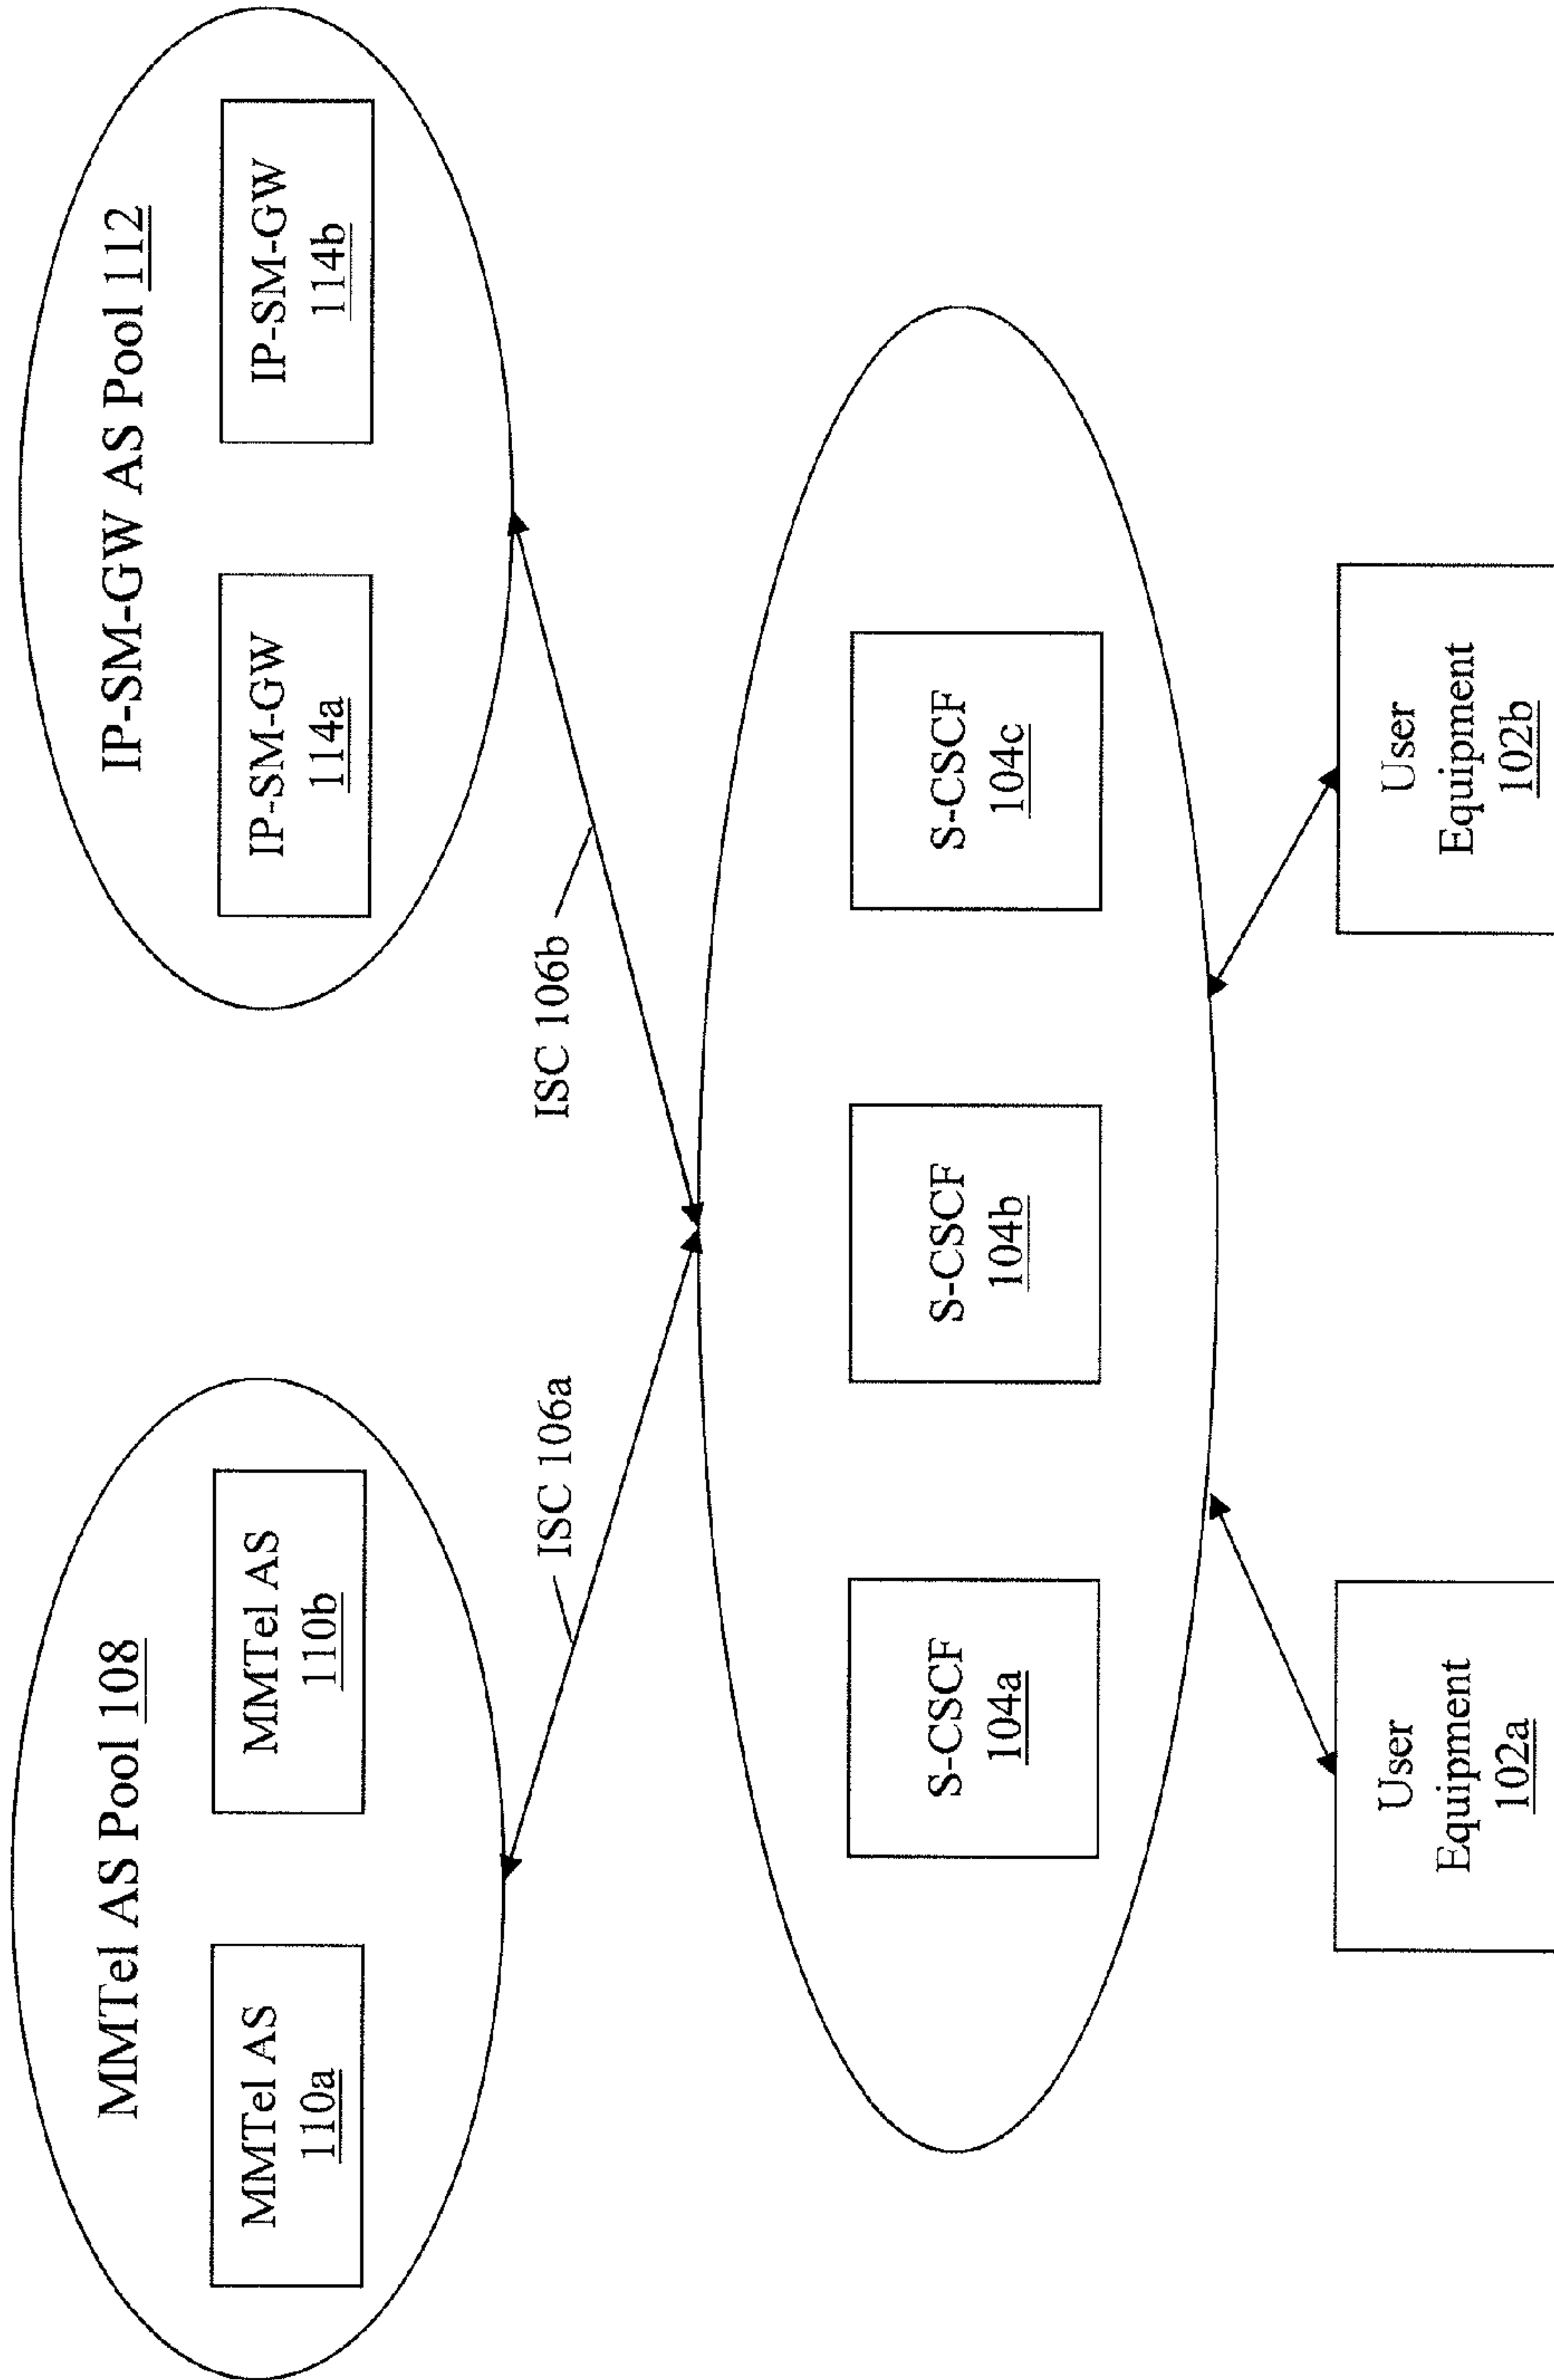 MMTel AS Pool 108
MMTel AS
110a
MMTel AS
110b
IP-SM-GW AS Pool 112
IP-SM-GW
114a
IP-SM-GW
114b
ISC 106a
ISC 106b
S-CSCF
104a
S-CSCF
104b
S-CSCF
104c
User
Equipment
102a
User
Equipment
102b